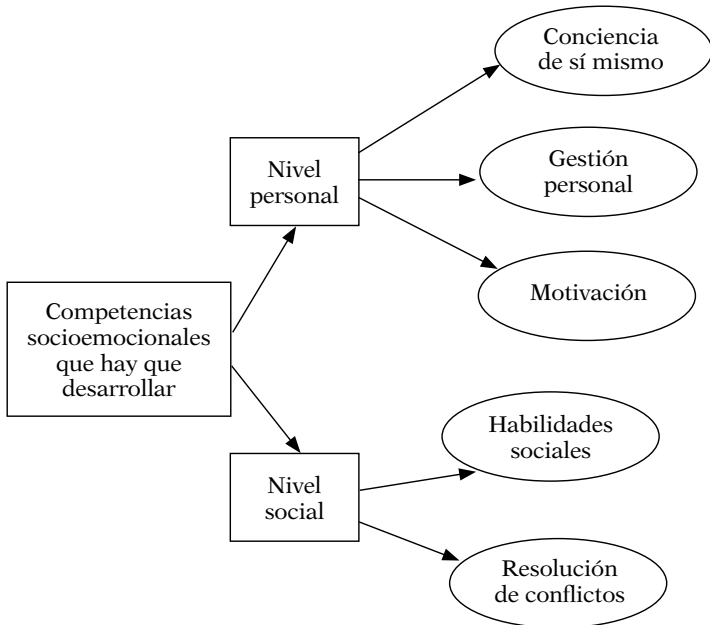 Competencias
socioemocionales
que hay que
desarrollar
Nivel
personal
Conciencia
de sí mismo
Gestión
personal
Motivación
Nivel
social
Habilidades
sociales
Resolución
de conflictos